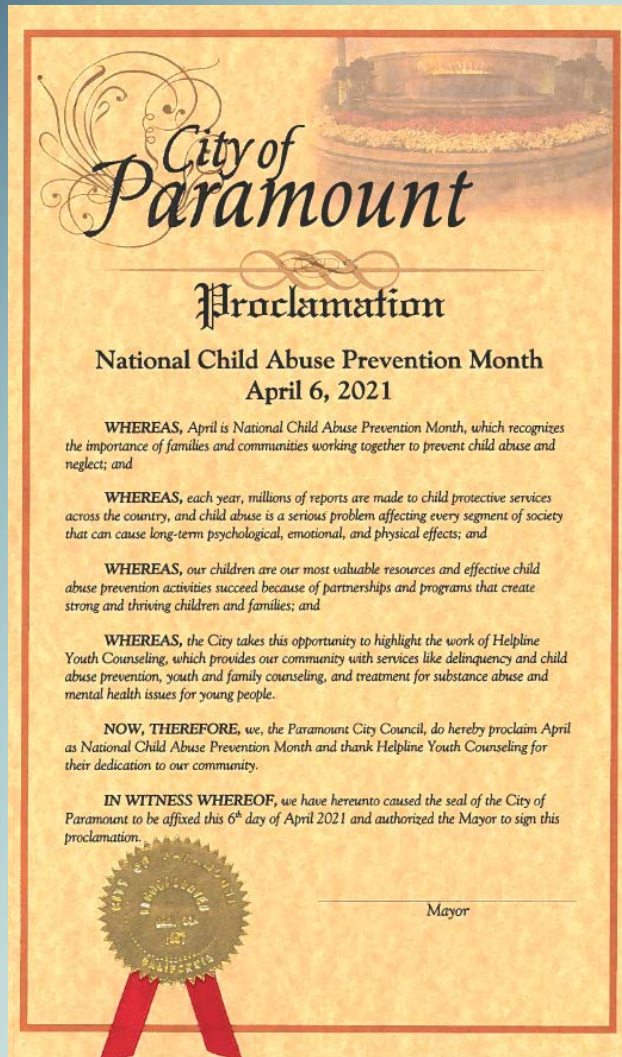 City of
Paramount
Proclamation
National Child Abuse Prevention Month
April 6, 2021
WHEREAS, April is National Child Abuse Prevention Month, which recognizes
the importance of families and communities working together to prevent child abuse and
neglect; and
WHEREAS, each year, millions of reports are made to child protective services
across the country, and child abuse is a serious problem affecting every segment of society
that can cause long-term psychological, emotional, and physical effects; and
WHEREAS, our children are our most valuable resources and effective child
abuse prevention activities succeed because of partnerships and programs that create
strong and thriving children and families; and
WHEREAS, the City takes this opportunity to highlight the work of Helpline
Youth Counseling, which provides our community with services like delinquency and child
abuse prevention, youth and family counseling, and treatment for substance abuse and
mental health issues for young people.
NOW, THEREFORE, we, the Paramount City Council, do hereby proclaim April
as National Child Abuse Prevention Month and thank Helpline Youth Counseling for
their dedication to our community.
IN WITNESS WHEREOF, we have hereunto caused the seal of the City of
Paramount to be affixed this 6th day of April 2021 and authorized the Mayor to sign this
proclamation.
CITY OF PARAMOUNT
INCORPORATED
CALIFORNIA
Mayor